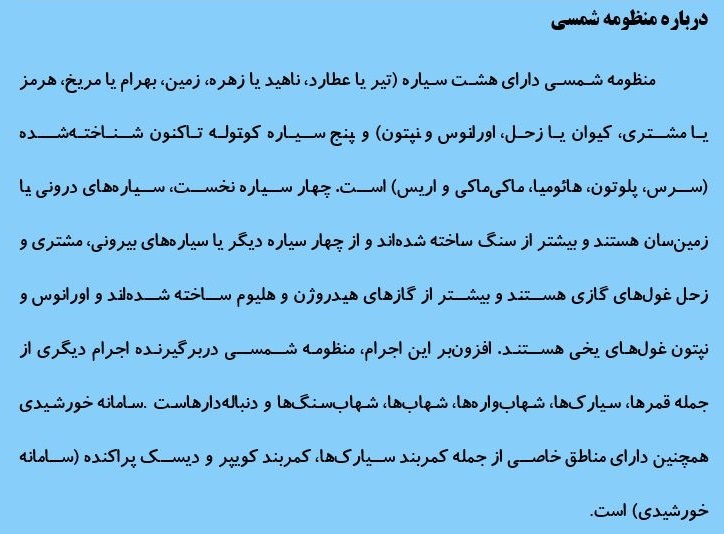 درباره منظومه شمسی
منظومه شمسی دارای هشت سیاره (تیر یا عطارد، ناهید یا زهره، زمین، بهرام یا مریخ، هرمز
یا مشتری، کیوان یا زحل، اورانوس و نپتون) و پنج سیاره کوتوله تاکنون شناخته‌شده
(سرس، پلوتون، هائومیا، ماکی‌ماکی و اریس) است. چهار سیاره نخست، سیاره‌های درونی یا
زمین‌سان هستند و بیشتر از سنگ ساخته شده‌اند و از چهار سیاره دیگر یا سیاره‌های بیرونی، مشتری و
زحل غول‌های گازی هستند و بیشتر از گازهای هیدروژن و هلیوم ساخته شده‌اند و اورانوس و
نپتون غول‌های یخی هستند. افزون‌بر این اجرام، منظومه شمسی دربرگیرنده اجرام دیگری از
جمله قمرها، سیارک‌ها، شهاب‌واره‌ها، شهاب‌ها، شهاب‌سنگ‌ها و دنباله‌دارهاست .سامانه خورشیدی
همچنین دارای مناطق خاصی از جمله کمربند سیارک‌ها، کمربند کویپر و دیسک پراکنده (سامانه
خورشیدی) است.